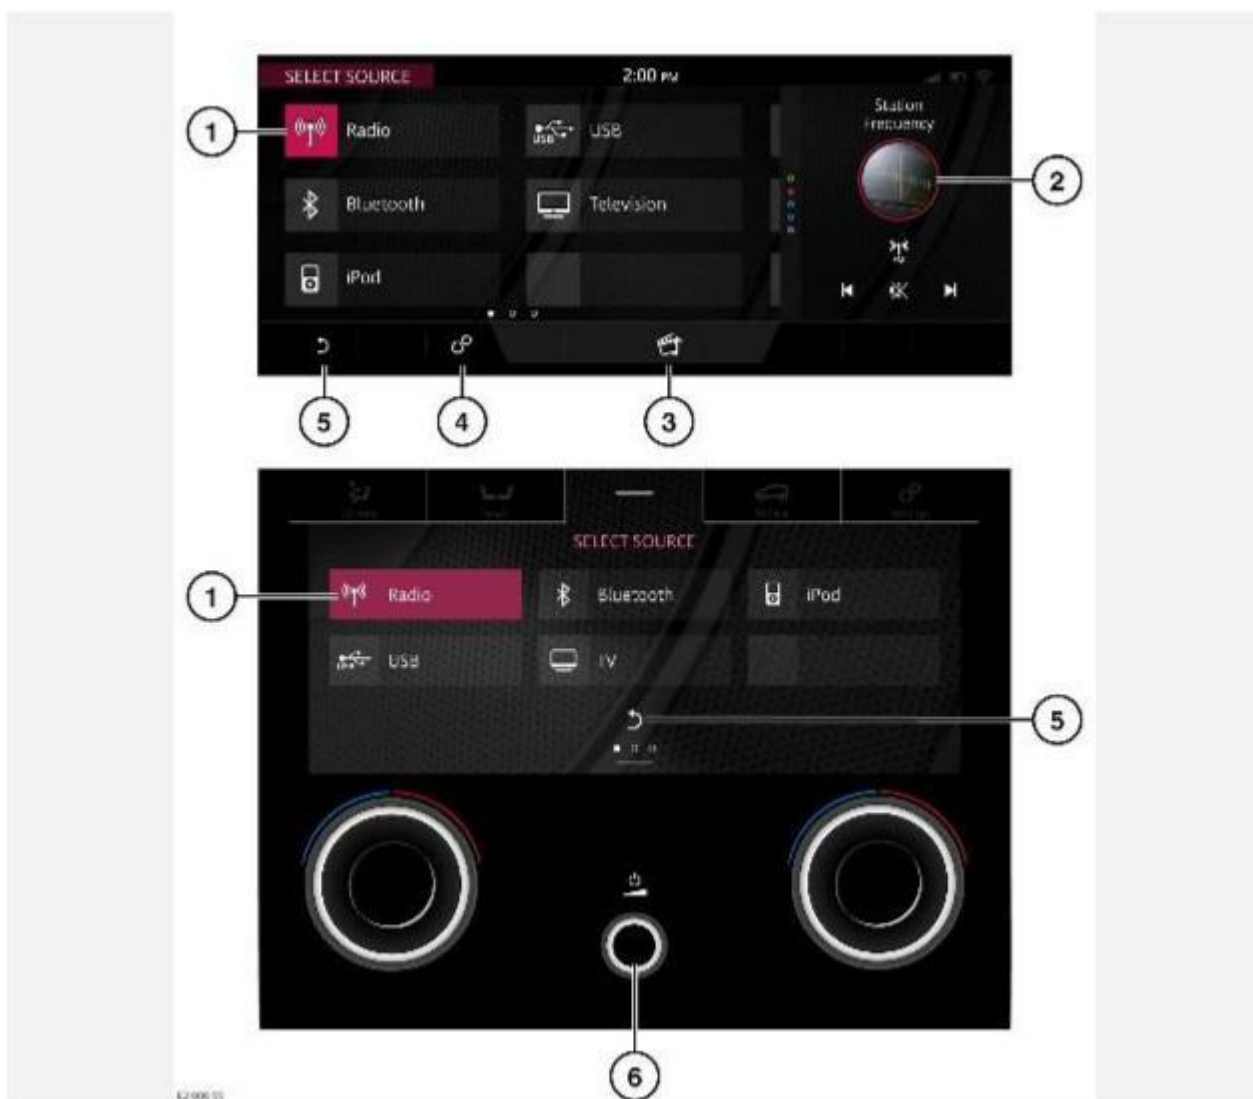 SELECT SOURCE
2:00 PM
1
Radio
USB
USB
Station
Frequency
2
Bluetooth
Television
iPod
5
4
3
SELECT SOURCE
1
Radio
Bluetooth
iPod
USB
TV
5
6